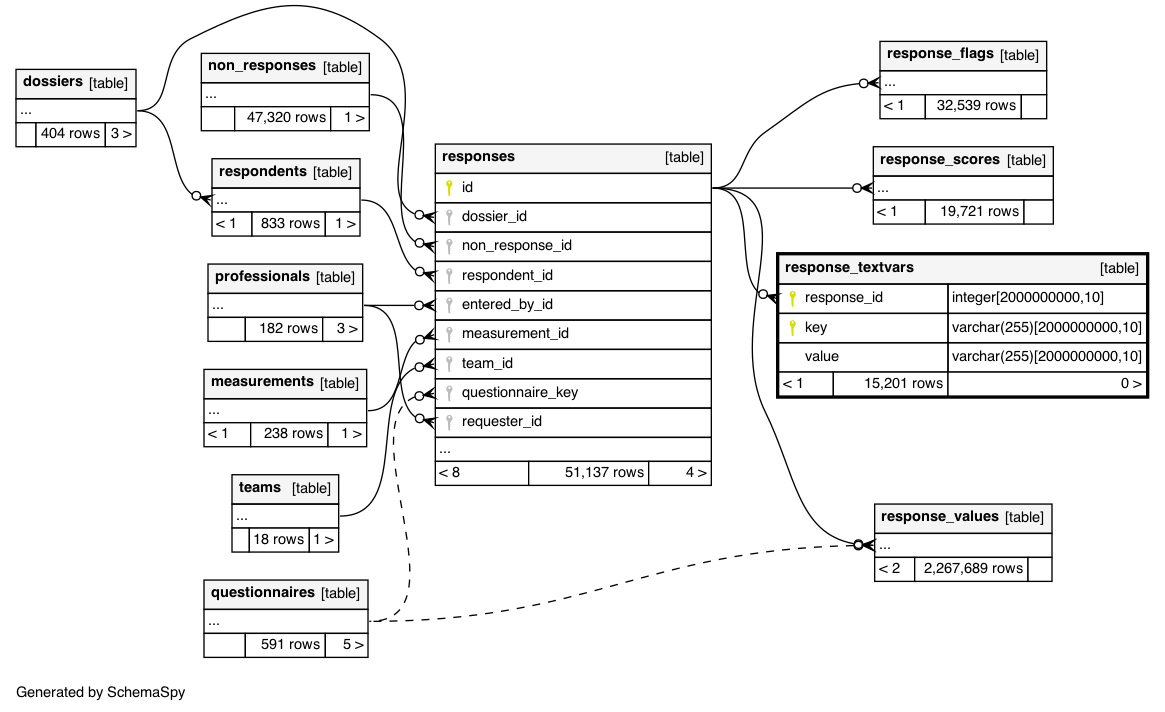 dossiers [table]
...
404 rows 3 >
non_responses [table]
...
47,320 rows 1 >
respondents [table]
...
< 1 833 rows 1 >
professionals [table]
...
182 rows 3 >
measurements [table]
...
< 1 238 rows 1 >
teams [table]
...
18 rows 1 >
questionnaires [table]
...
591 rows 5 >
responses [table]
id
dossier_id
non_response_id
respondent_id
entered_by_id
measurement_id
team_id
questionnaire_key
requester_id
...
< 8 51,137 rows 4 >
response_flags [table]
...
< 1 32,539 rows
response_scores [table]
...
< 1 19,721 rows
response_textvars [table]
response_id integer[2000000000,10]
key varchar(255)[2000000000,10]
value varchar(255)[2000000000,10]
< 1 15,201 rows 0 >
response_values [table]
...
< 2 2,267,689 rows
Generated by SchemaSpy